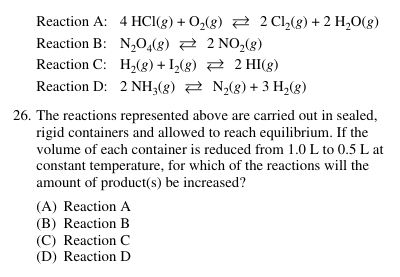 Reaction A: 4 HCl(g) + O₂(g) ⇄ 2 Cl₂(g) + 2 H₂O(g)
Reaction B: N₂O₄(g) ⇄ 2 NO₂(g)
Reaction C: H₂(g) + I₂(g) ⇄ 2 HI(g)
Reaction D: 2 NH₃(g) ⇄ N₂(g) + 3 H₂(g)
26. The reactions represented above are carried out in sealed,
rigid containers and allowed to reach equilibrium. If the
volume of each container is reduced from 1.0 L to 0.5 L at
constant temperature, for which of the reactions will the
amount of product(s) be increased?
(A) Reaction A
(B) Reaction B
(C) Reaction C
(D) Reaction D